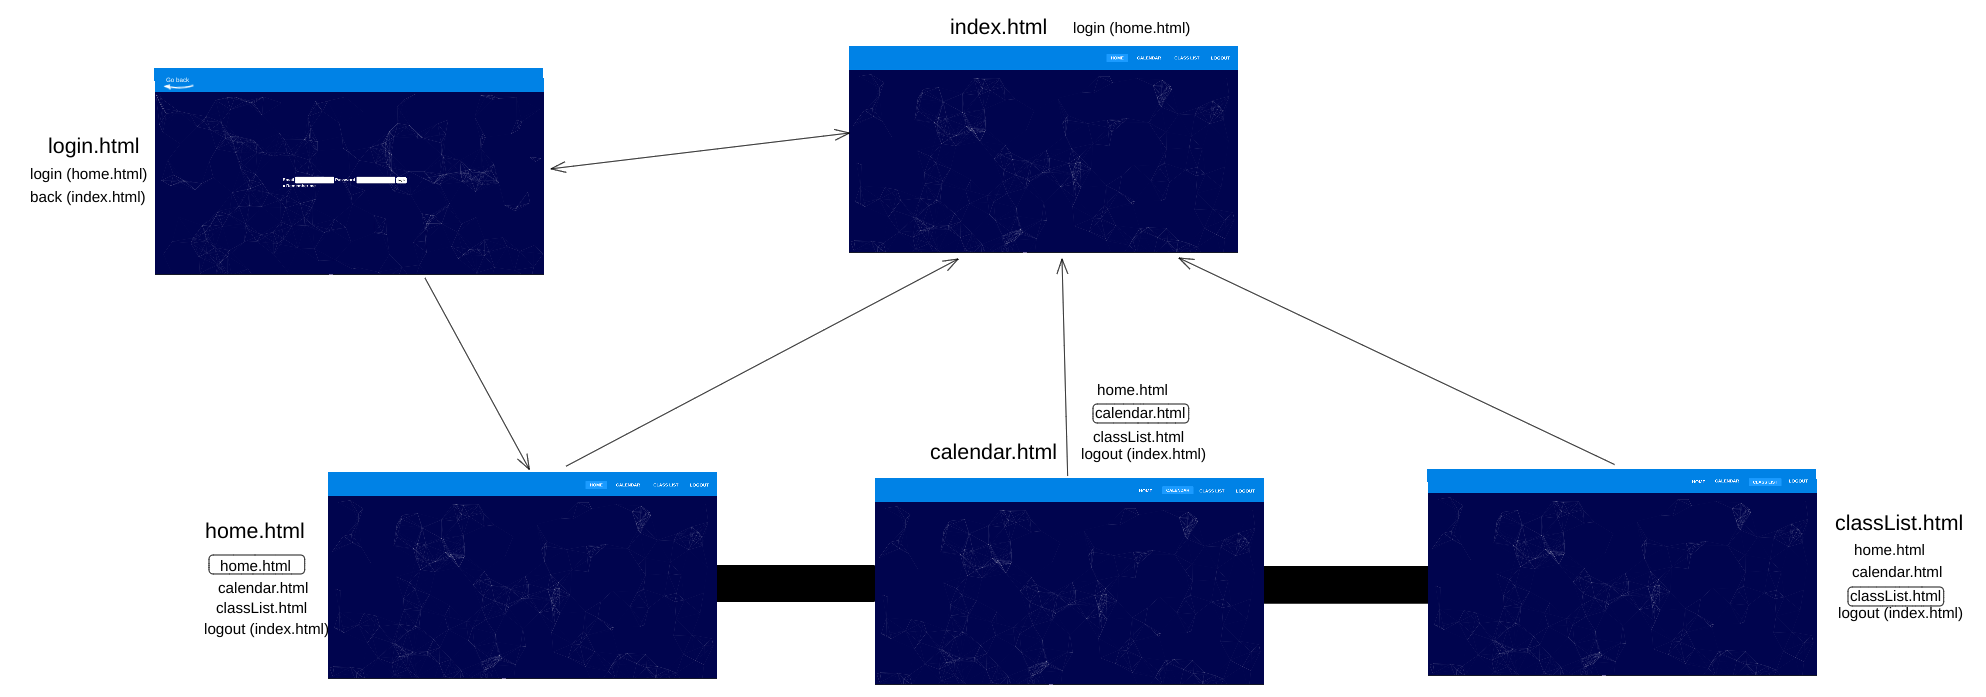 index.html login (home.html)
HOME CALENDAR CLASS LIST LOGOUT
Go back
login.html
login (home.html)
back (index.html)
Email Password
Remember me
home.html
calendar.html
classList.html
logout (index.html)
calendar.html
HOME CALENDAR CLASS LIST LOGOUT
HOME CALENDAR CLASS LIST LOGOUT
HOME CALENDAR CLASS LIST LOGOUT
home.html
home.html
calendar.html
classList.html
logout (index.html)
classList.html
home.html
calendar.html
classList.html
logout (index.html)